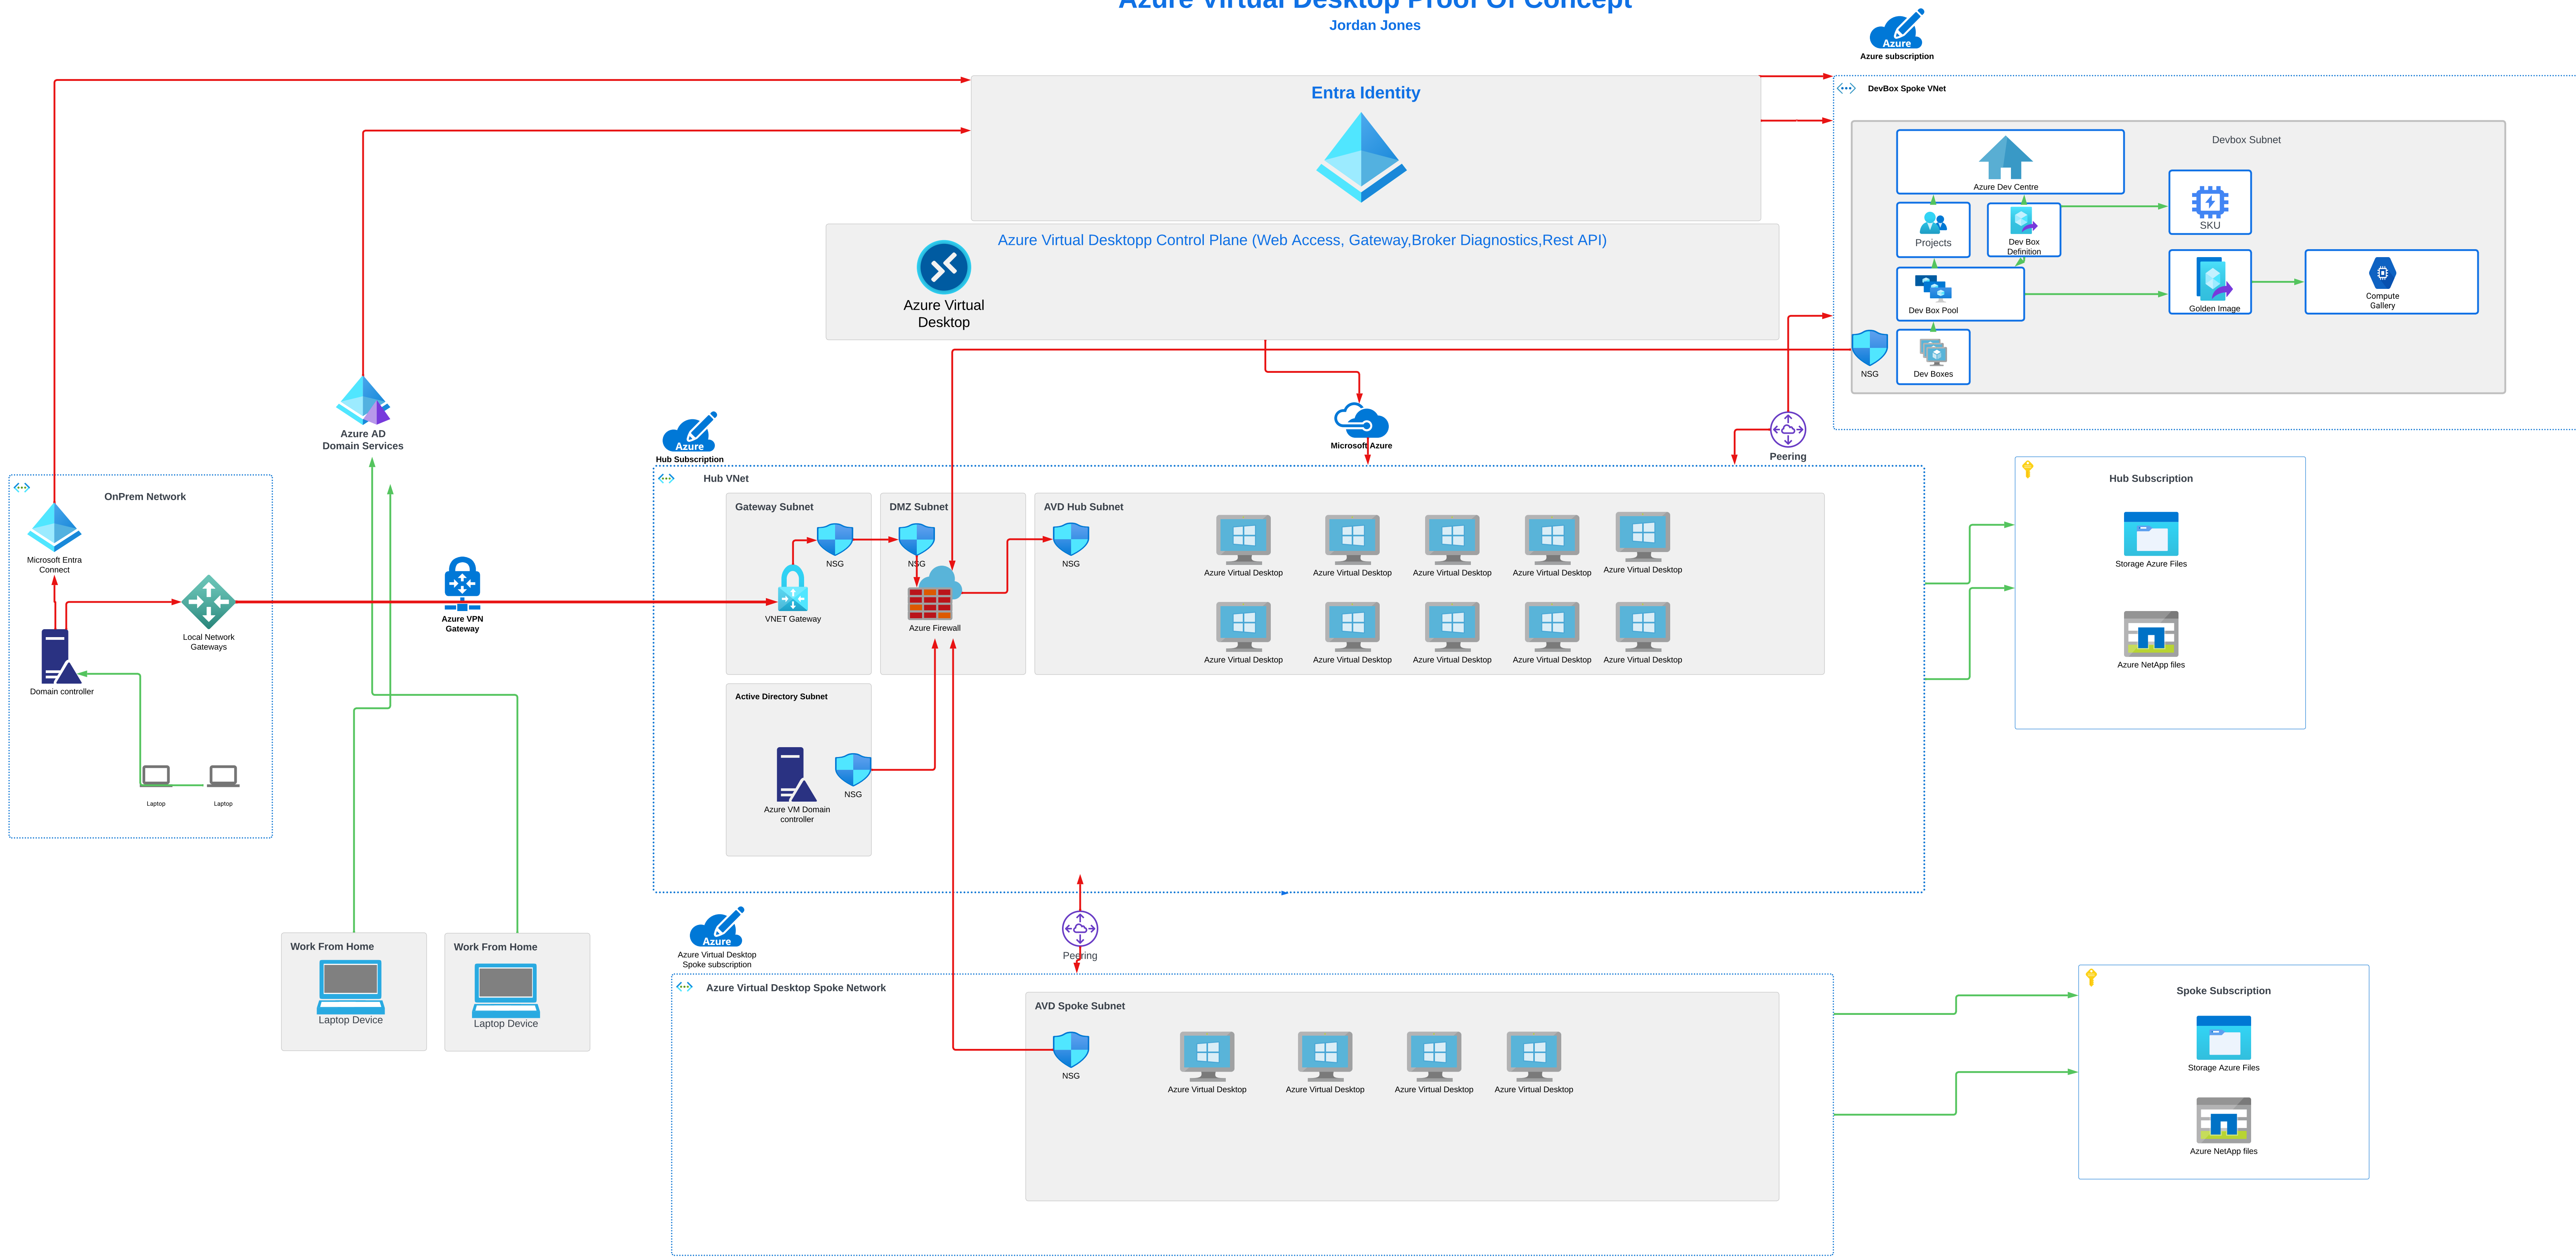 Azure Virtual Desktop Proof Of Concept
Jordan Jones
Azure
Azure subscription
Entra Identity
DevBox Spoke VNet
Devbox Subnet
Azure Dev Centre
SKU
Projects
Dev Box
Definition
Dev Box Pool
Golden Image
Compute
Gallery
NSG
Dev Boxes
Azure Virtual Desktopp Control Plane (Web Access, Gateway,Broker Diagnostics,Rest API)
Azure Virtual
Desktop
Azure AD
Domain Services
Azure
Hub Subscription
Microsoft Azure
Peering
OnPrem Network
Microsoft Entra
Connect
Local Network
Gateways
Domain controller
Laptop
Laptop
Azure VPN
Gateway
Hub VNet
Gateway Subnet
NSG
VNET Gateway
DMZ Subnet
NSG
Azure Firewall
AVD Hub Subnet
NSG
Azure Virtual Desktop
Azure Virtual Desktop
Azure Virtual Desktop
Azure Virtual Desktop
Azure Virtual Desktop
Azure Virtual Desktop
Azure Virtual Desktop
Azure Virtual Desktop
Azure Virtual Desktop
Azure Virtual Desktop
Active Directory Subnet
NSG
Azure VM Domain
controller
Hub Subscription
Storage Azure Files
Azure NetApp files
Work From Home
Laptop Device
Work From Home
Laptop Device
Azure
Azure Virtual Desktop
Spoke subscription
Peering
Azure Virtual Desktop Spoke Network
AVD Spoke Subnet
NSG
Azure Virtual Desktop
Azure Virtual Desktop
Azure Virtual Desktop
Azure Virtual Desktop
Spoke Subscription
Storage Azure Files
Azure NetApp files